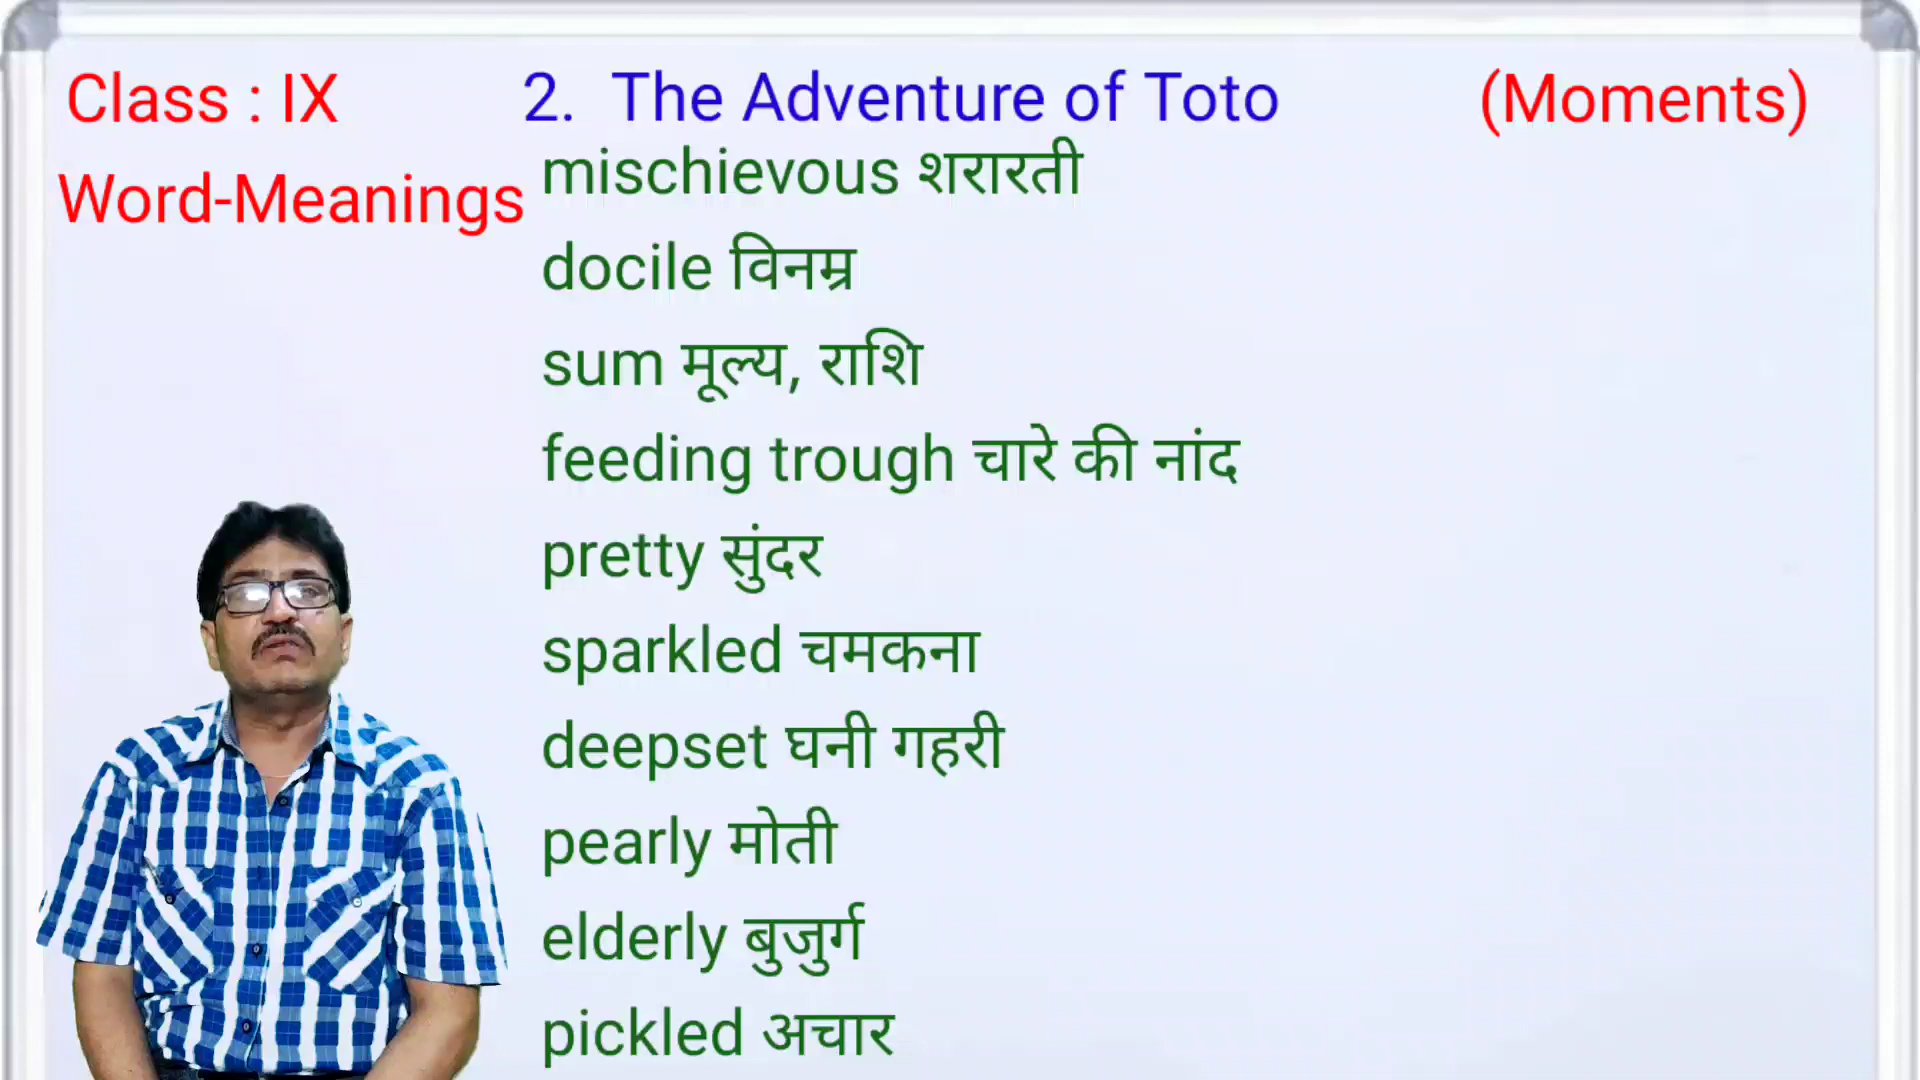 Class : IX 2. The Adventure of Toto (Moments)
Word-Meanings
mischievous शरारती
docile विनम्र
sum मूल्य, राशि
feeding trough चारे की नांद
pretty सुंदर
sparkled चमकना
deepset घनी गहरी
pearly मोती
elderly बुजुर्ग
pickled अचार